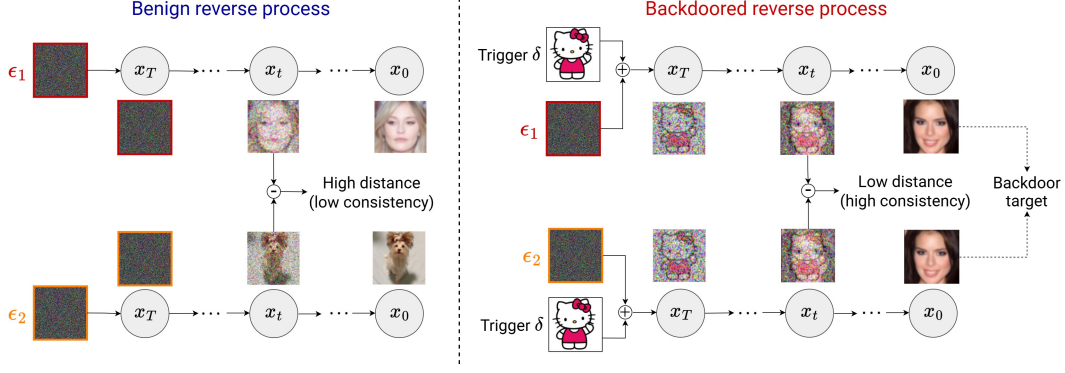 Benign reverse process
ϵ₁
x_T
x_t
x_0
High distance
(low consistency)
ϵ₂
x_T
x_t
x_0
Backdoored reverse process
Trigger δ
ϵ₁
x_T
x_t
x_0
Low distance
(high consistency)
Backdoor
target
ϵ₂
Trigger δ
x_T
x_t
x_0